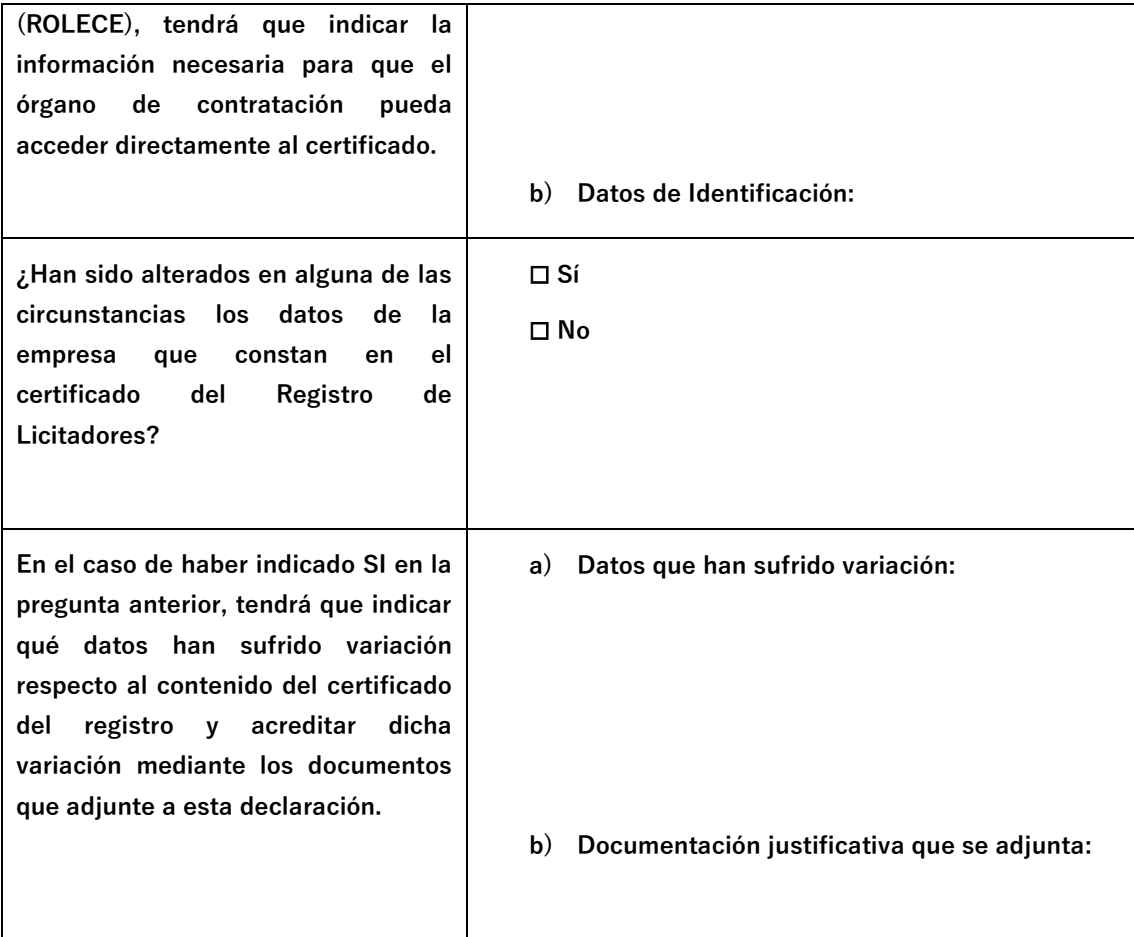 (ROLECE), tendrá que indicar la
información necesaria para que el
órgano de contratación pueda
acceder directamente al certificado.
b) Datos de Identificación:
¿Han sido alterados en alguna de las
circunstancias los datos de la
empresa que constan en el
certificado del Registro de
Licitadores?
☐ Sí
☐ No
En el caso de haber indicado SI en la
pregunta anterior, tendrá que indicar
qué datos han sufrido variación
respecto al contenido del certificado
del registro y acreditar dicha
variación mediante los documentos
que adjunte a esta declaración.
a) Datos que han sufrido variación:
b) Documentación justificativa que se adjunta: